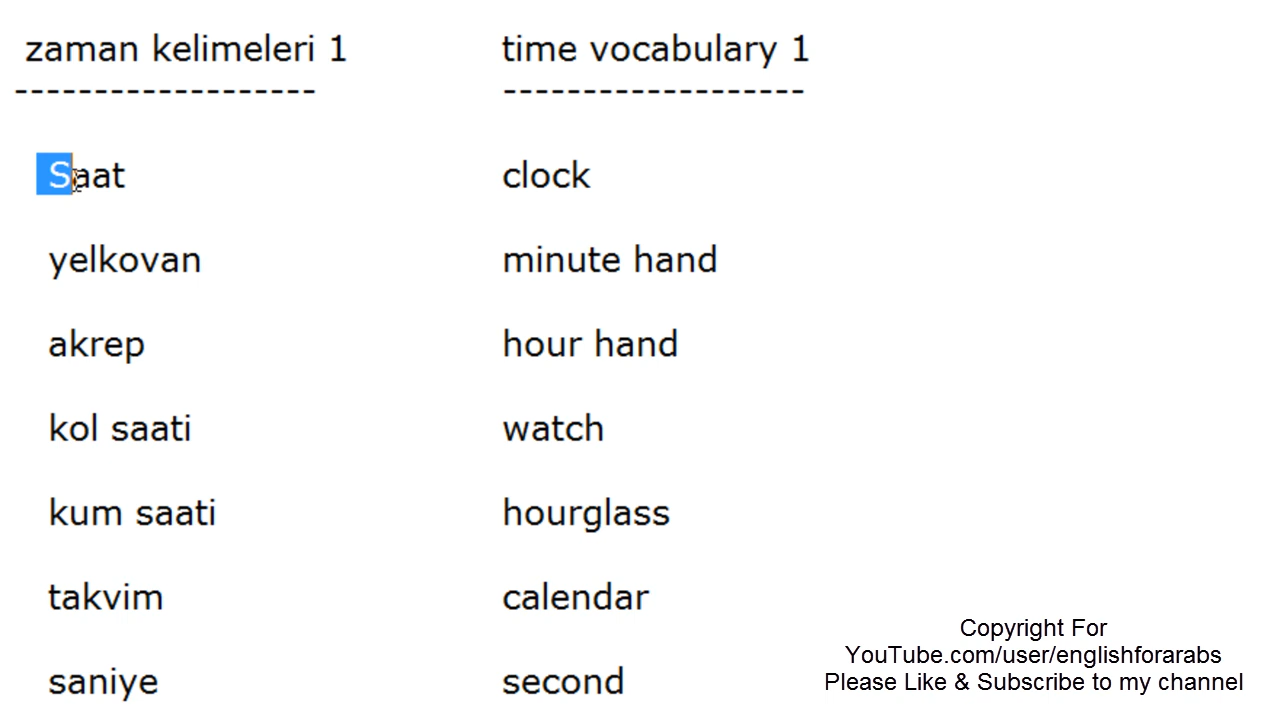 zaman kelimeleri 1 time vocabulary 1
------------------- -------------------
Saat clock
yelkovan minute hand
akrep hour hand
kol saati watch
kum saati hourglass
takvim calendar
saniye second
Copyright For
YouTube.com/user/englishforarabs
Please Like & Subscribe to my channel